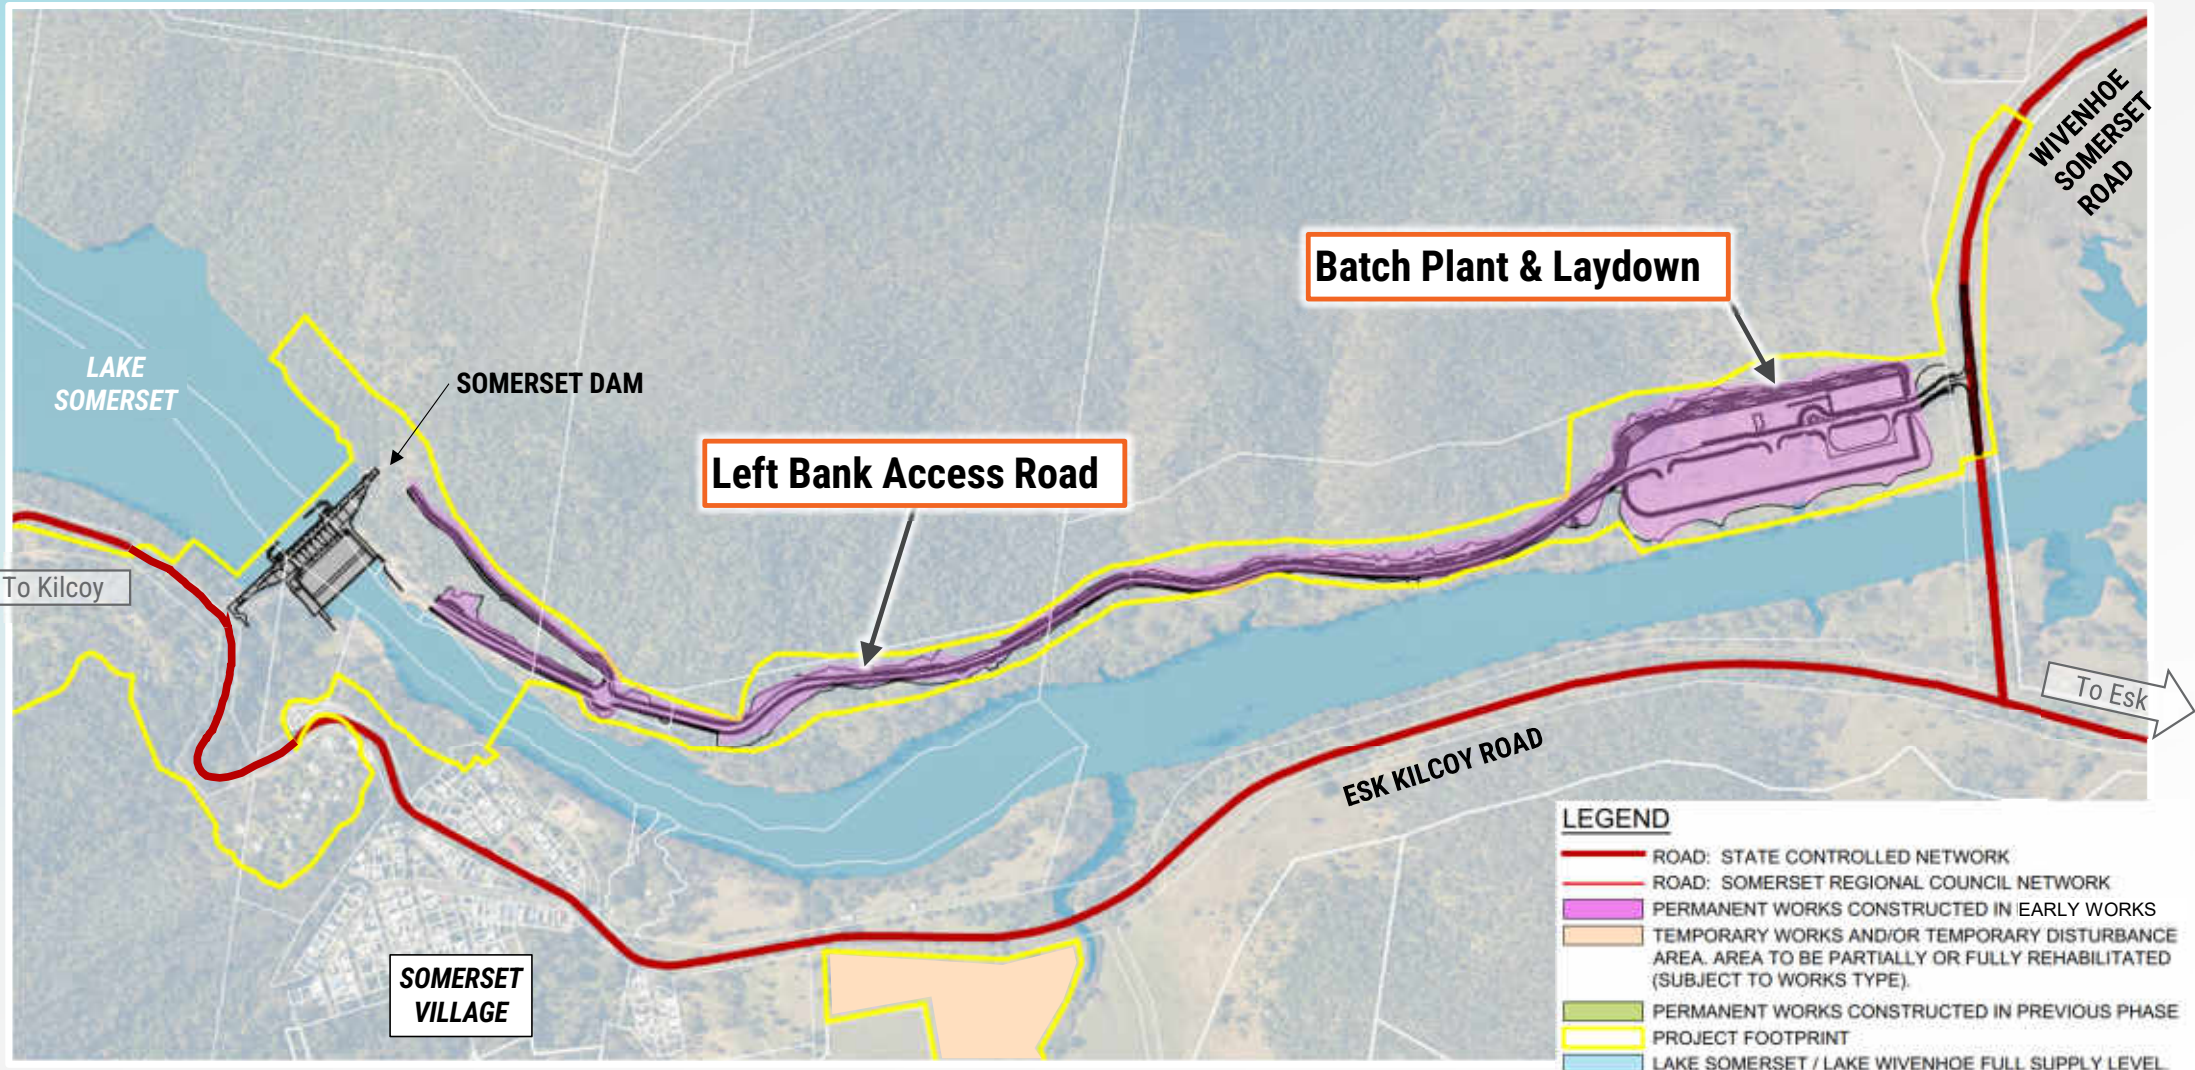 WIVENHOE
SOMERSET
ROAD
Batch Plant & Laydown
LAKE
SOMERSET
SOMERSET DAM
Left Bank Access Road
To Kilcoy
To Esk
ESK KILCOY ROAD
SOMERSET
VILLAGE
LEGEND
ROAD: STATE CONTROLLED NETWORK
ROAD: SOMERSET REGIONAL COUNCIL NETWORK
PERMANENT WORKS CONSTRUCTED IN EARLY WORKS
TEMPORARY WORKS AND/OR TEMPORARY DISTURBANCE
AREA. AREA TO BE PARTIALLY OR FULLY REHABILITATED
(SUBJECT TO WORKS TYPE).
PERMANENT WORKS CONSTRUCTED IN PREVIOUS PHASE
PROJECT FOOTPRINT
LAKE SOMERSET / LAKE WIVENHOE FULL SUPPLY LEVEL